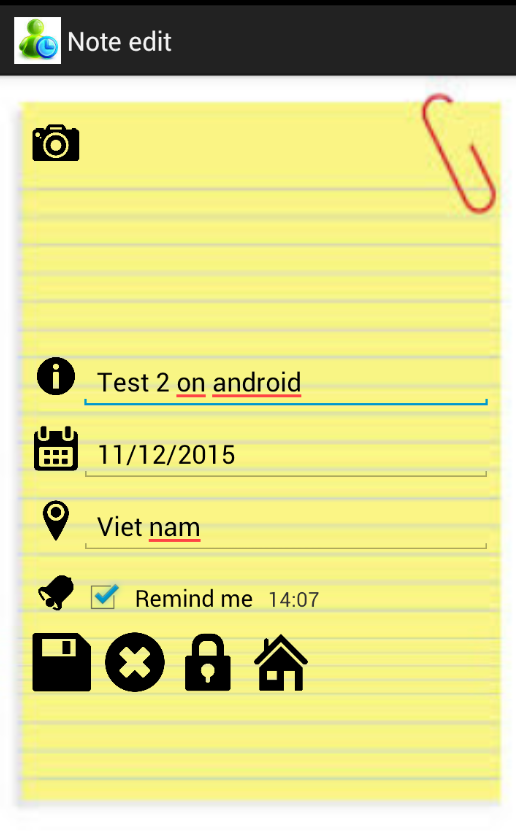 Note edit
Test 2 on android
11/12/2015
Viet nam
Remind me 14:07